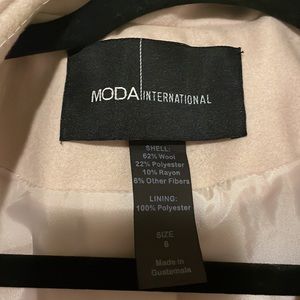 MODA INTERNATIONAL
SHELL:
62% Wool
22% Polyester
10% Rayon
6% Other Fibers
LINING:
100% Polyester
SIZE
6
Made in
Guatemala